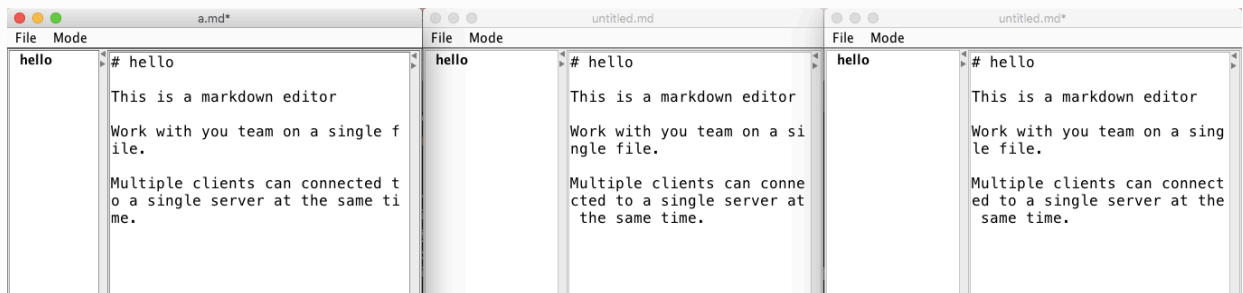 a.md*
File Mode
hello
# hello
This is a markdown editor
Work with you team on a single f
ile.
Multiple clients can connected t
o a single server at the same ti
me.
untitled.md
File Mode
hello
# hello
This is a markdown editor
Work with you team on a si
ngle file.
Multiple clients can conne
cted to a single server at
the same time.
untitled.md*
File Mode
hello
# hello
This is a markdown editor
Work with you team on a sing
le file.
Multiple clients can connect
ed to a single server at the
same time.